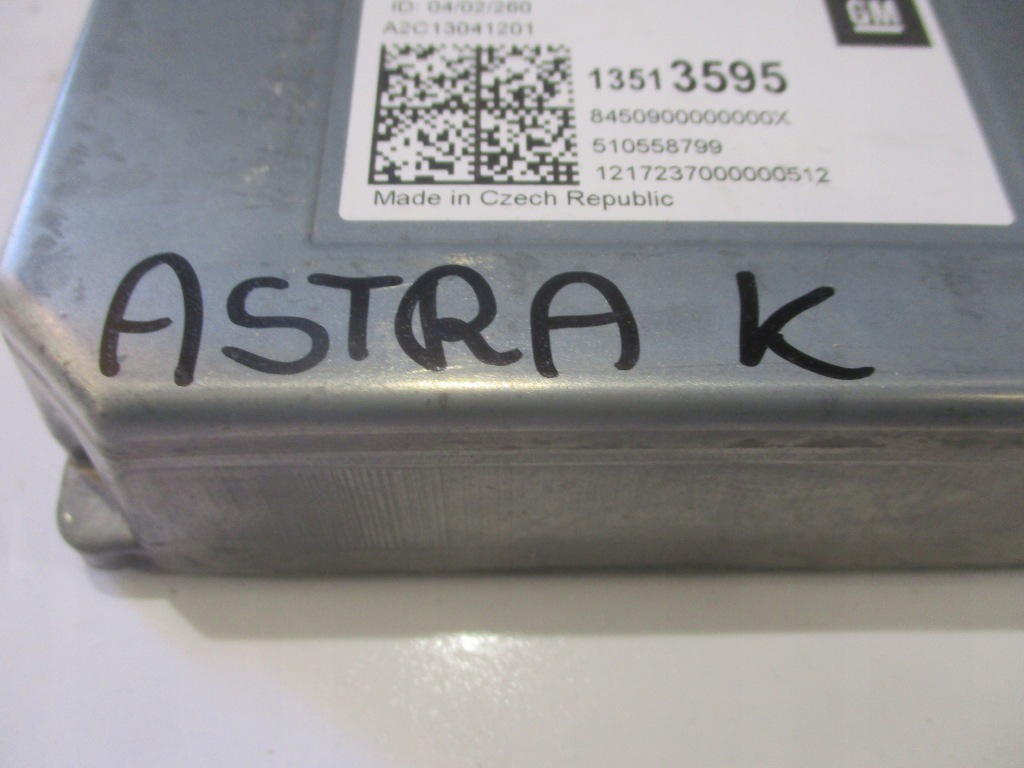 ID: 04/02/260
A2C13041201
GM
13513595
8450900000000X
510558799
1217237000000512
Made in Czech Republic
ASTRA K